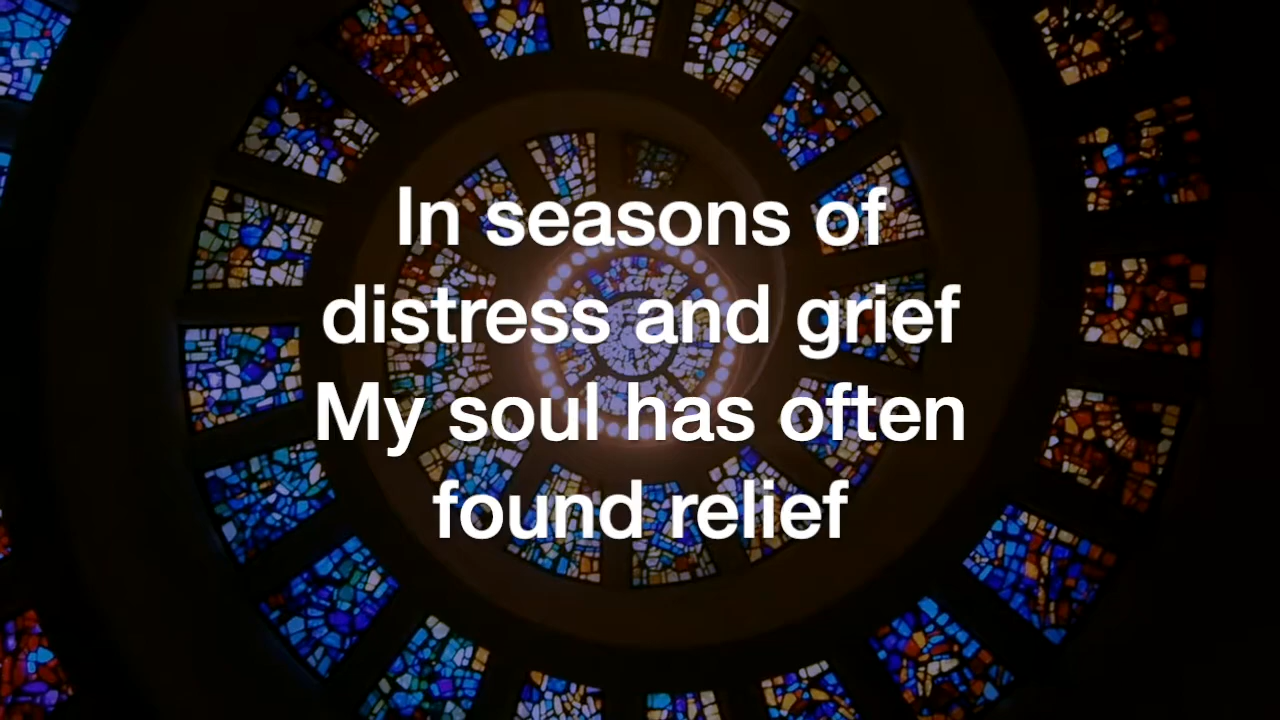 In seasons of
distress and grief
My soul has often
found relief